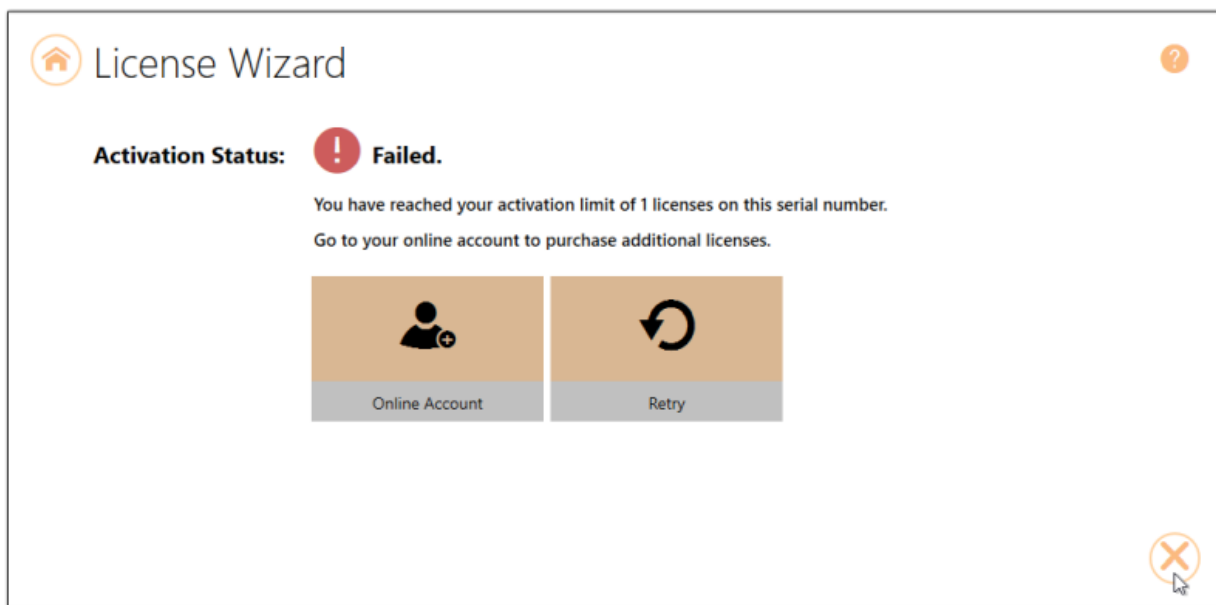 License Wizard
?
Activation Status: ! Failed.
You have reached your activation limit of 1 licenses on this serial number.
Go to your online account to purchase additional licenses.
Online Account
Retry